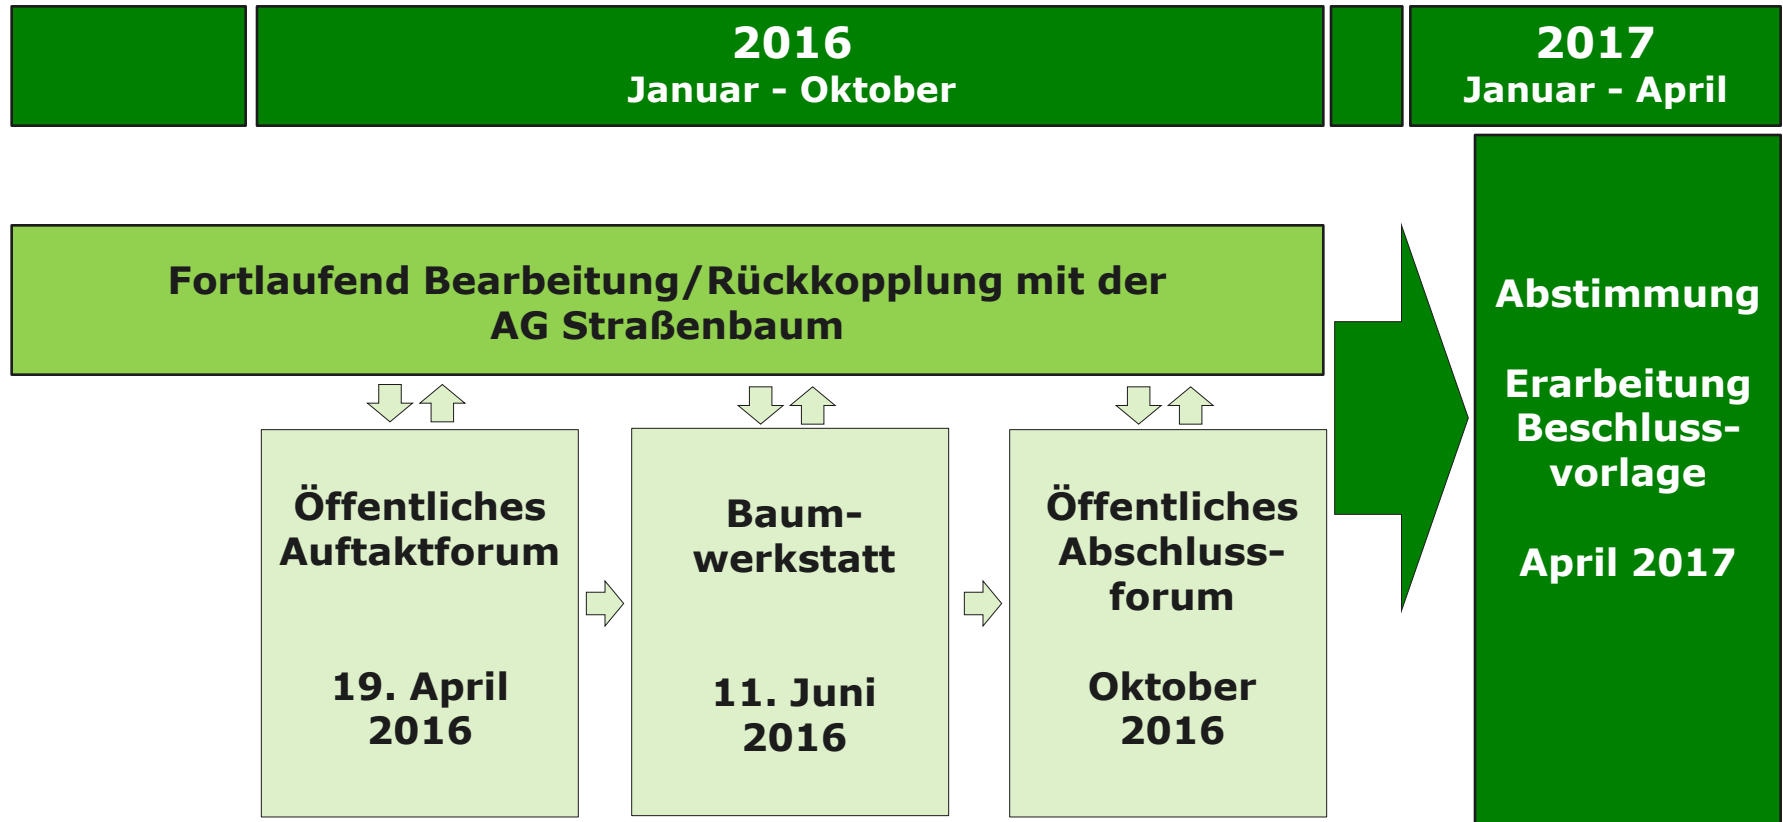 2016
Januar - Oktober
2017
Januar - April
Fortlaufend Bearbeitung/Rückkopplung mit der
AG Straßenbaum
Öffentliches
Auftaktforum
19. April
2016
Baum-
werkstatt
11. Juni
2016
Öffentliches
Abschluss-
forum
Oktober
2016
Abstimmung
Erarbeitung
Beschluss-
vorlage
April 2017